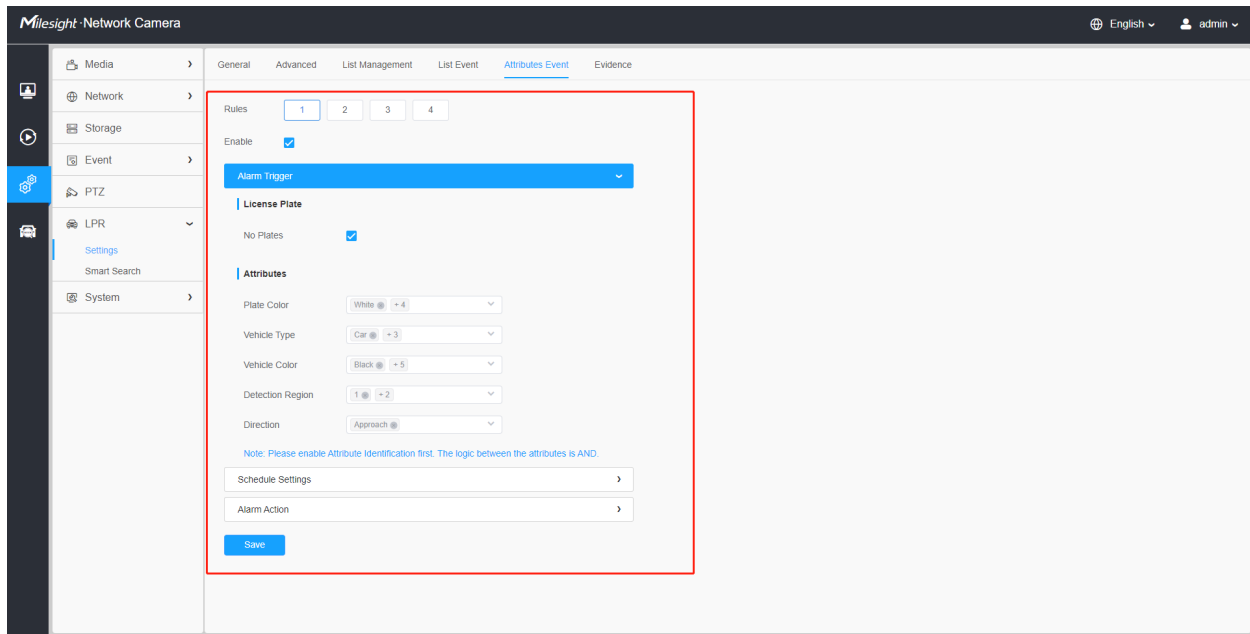 Milesight · Network Camera
English
admin
Media
Network
Storage
Event
PTZ
LPR
Settings
Smart Search
System
General Advanced List Management List Event Attributes Event Evidence
Rules 1 2 3 4
Enable
Alarm Trigger
License Plate
No Plates
Attributes
Plate Color White + 4
Vehicle Type Car + 3
Vehicle Color Black + 5
Detection Region 1 + 2
Direction Approach
Note: Please enable Attribute Identification first. The logic between the attributes is AND.
Schedule Settings
Alarm Action
Save